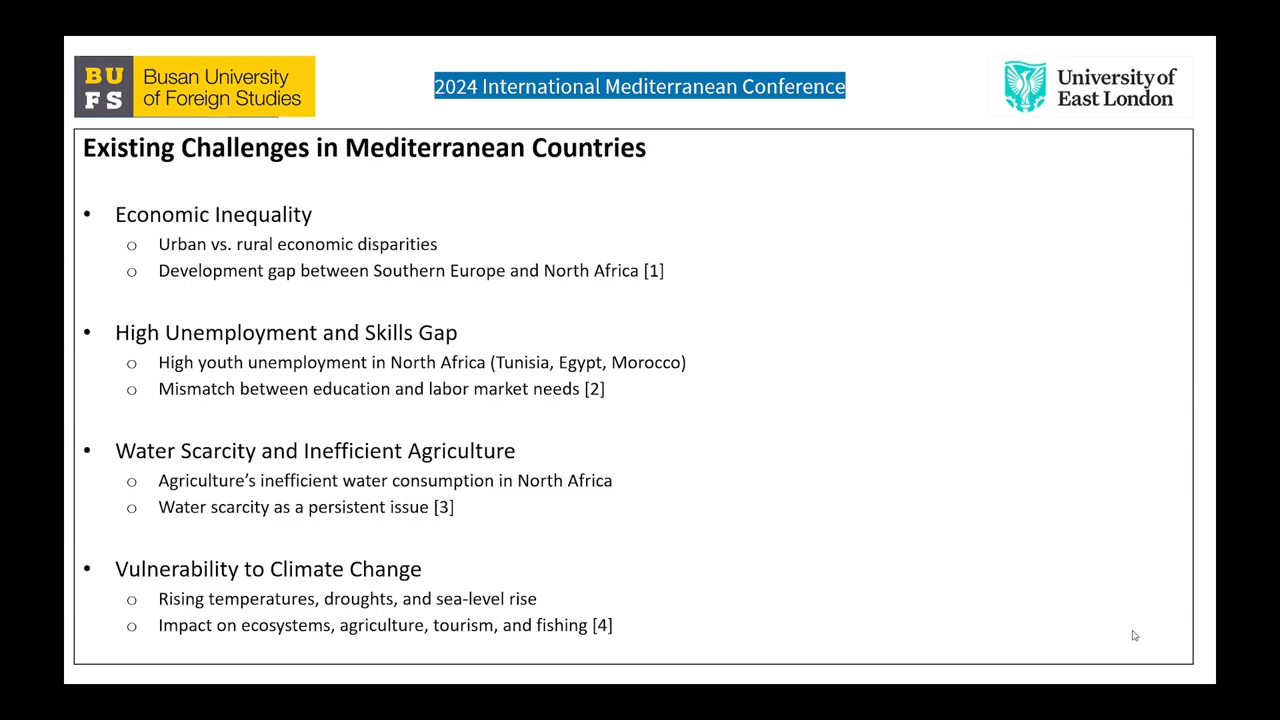 BU
FS
Busan University
of Foreign Studies
2024 International Mediterranean Conference
University of
East London
Existing Challenges in Mediterranean Countries
• Economic Inequality
o Urban vs. rural economic disparities
o Development gap between Southern Europe and North Africa [1]
• High Unemployment and Skills Gap
o High youth unemployment in North Africa (Tunisia, Egypt, Morocco)
o Mismatch between education and labor market needs [2]
• Water Scarcity and Inefficient Agriculture
o Agriculture’s inefficient water consumption in North Africa
o Water scarcity as a persistent issue [3]
• Vulnerability to Climate Change
o Rising temperatures, droughts, and sea-level rise
o Impact on ecosystems, agriculture, tourism, and fishing [4]